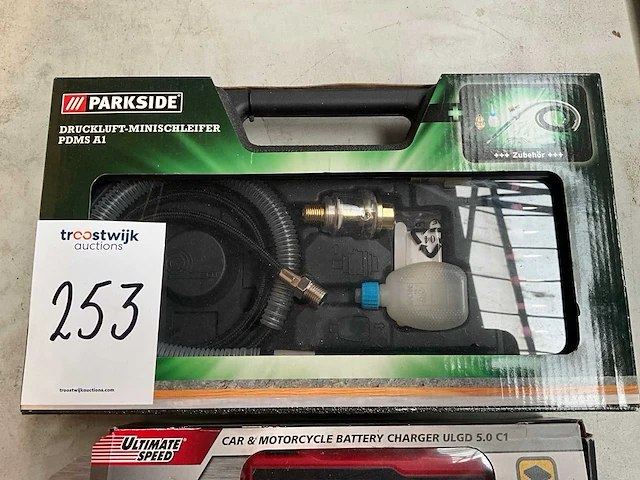 PARKSIDE
DRUCKLUFT-MINISCHLEIFER
PDMS A1
+++ Zubehör +++
troostwijk
auctions
253
troostwijkauctions.com
ULTIMATE
SPEED
CAR & MOTORCYCLE BATTERY CHARGER ULGD 5.0 C1